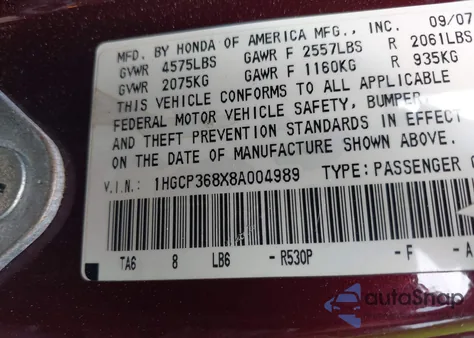 MFD. BY HONDA OF AMERICA MFG., INC. 09/07
GVWR 4575LBS GAWR F 2557LBS R 2061LBS
GVWR 2075KG GAWR F 1160KG R 935KG
THIS VEHICLE CONFORMS TO ALL APPLICABLE
FEDERAL MOTOR VEHICLE SAFETY, BUMPER
AND THEFT PREVENTION STANDARDS IN EFFECT
ON THE DATE OF MANUFACTURE SHOWN ABOVE.
V.I.N: 1HGCP368X8A004989 TYPE: PASSENGER
TA6 8 LB6 -R530P -F -A
autoSnap